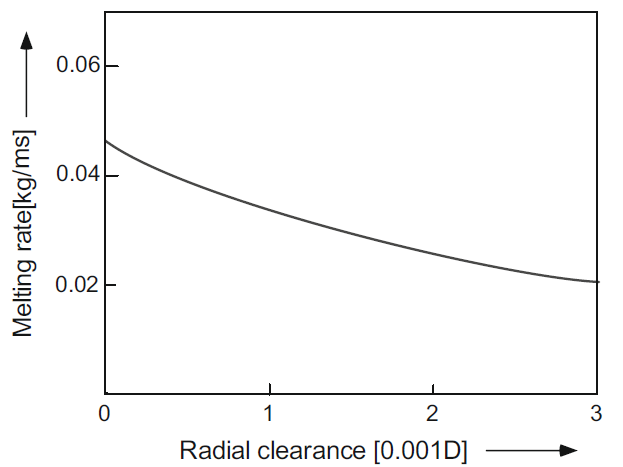 0.06
0.04
0.02
Melting rate[kg/ms]
0 1 2 3
Radial clearance [0.001D]